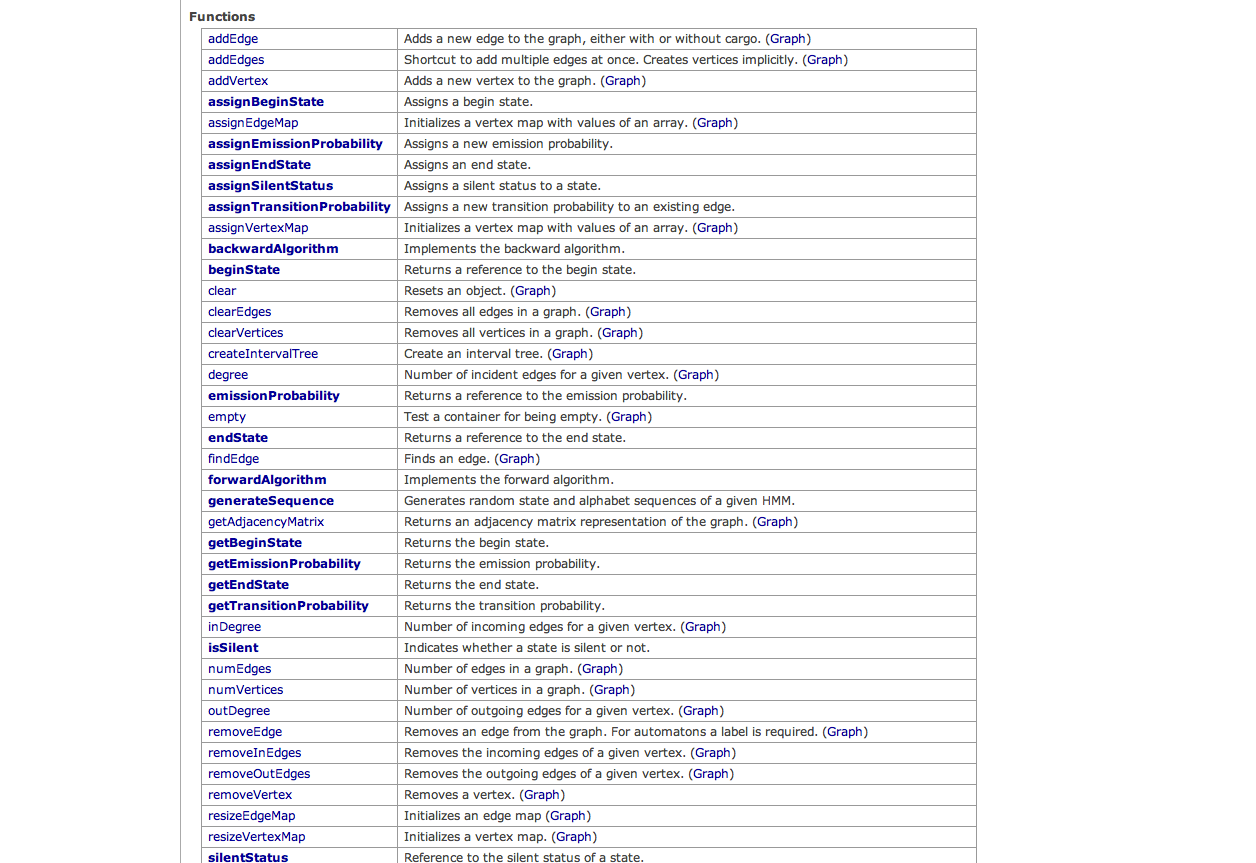 Functions
addEdge Adds a new edge to the graph, either with or without cargo. (Graph)
addEdges Shortcut to add multiple edges at once. Creates vertices implicitly. (Graph)
addVertex Adds a new vertex to the graph. (Graph)
assignBeginState Assigns a begin state.
assignEdgeMap Initializes a vertex map with values of an array. (Graph)
assignEmissionProbability Assigns a new emission probability.
assignEndState Assigns an end state.
assignSilentStatus Assigns a silent status to a state.
assignTransitionProbability Assigns a new transition probability to an existing edge.
assignVertexMap Initializes a vertex map with values of an array. (Graph)
backwardAlgorithm Implements the backward algorithm.
beginState Returns a reference to the begin state.
clear Resets an object. (Graph)
clearEdges Removes all edges in a graph. (Graph)
clearVertices Removes all vertices in a graph. (Graph)
createIntervalTree Create an interval tree. (Graph)
degree Number of incident edges for a given vertex. (Graph)
emissionProbability Returns a reference to the emission probability.
empty Test a container for being empty. (Graph)
endState Returns a reference to the end state.
findEdge Finds an edge. (Graph)
forwardAlgorithm Implements the forward algorithm.
generateSequence Generates random state and alphabet sequences of a given HMM.
getAdjacencyMatrix Returns an adjacency matrix representation of the graph. (Graph)
getBeginState Returns the begin state.
getEmissionProbability Returns the emission probability.
getEndState Returns the end state.
getTransitionProbability Returns the transition probability.
inDegree Number of incoming edges for a given vertex. (Graph)
isSilent Indicates whether a state is silent or not.
numEdges Number of edges in a graph. (Graph)
numVertices Number of vertices in a graph. (Graph)
outDegree Number of outgoing edges for a given vertex. (Graph)
removeEdge Removes an edge from the graph. For automatons a label is required. (Graph)
removeInEdges Removes the incoming edges of a given vertex. (Graph)
removeOutEdges Removes the outgoing edges of a given vertex. (Graph)
removeVertex Removes a vertex. (Graph)
resizeEdgeMap Initializes an edge map (Graph)
resizeVertexMap Initializes a vertex map. (Graph)
silentStatus Reference to the silent status of a state.